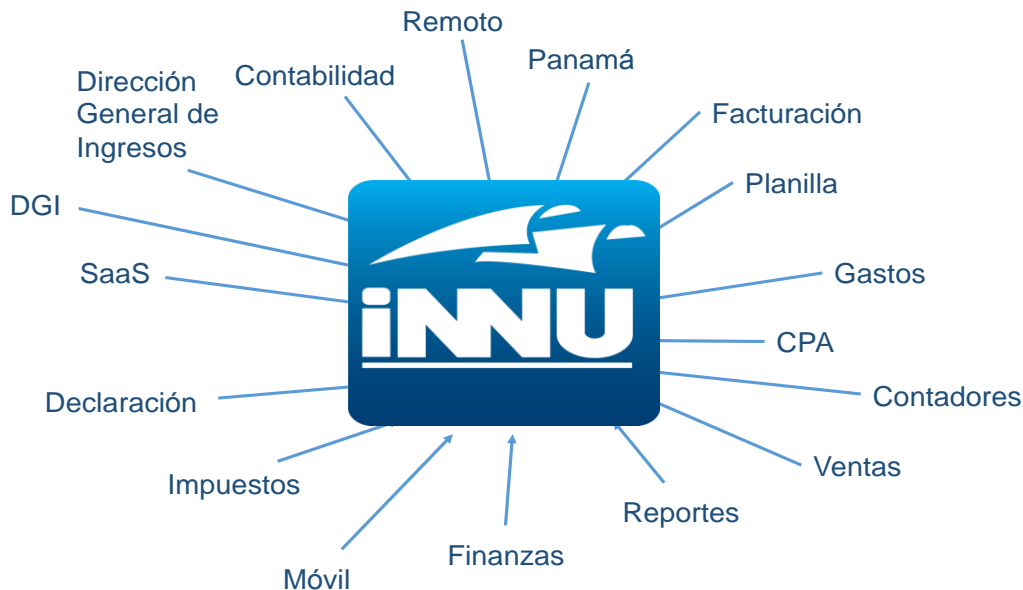 Remoto
Panamá
Contabilidad
Dirección
General de
Ingresos
Facturación
Planilla
DGI
SaaS
Gastos
iNNU
CPA
Declaración
Contadores
Ventas
Impuestos
Reportes
Finanzas
Móvil